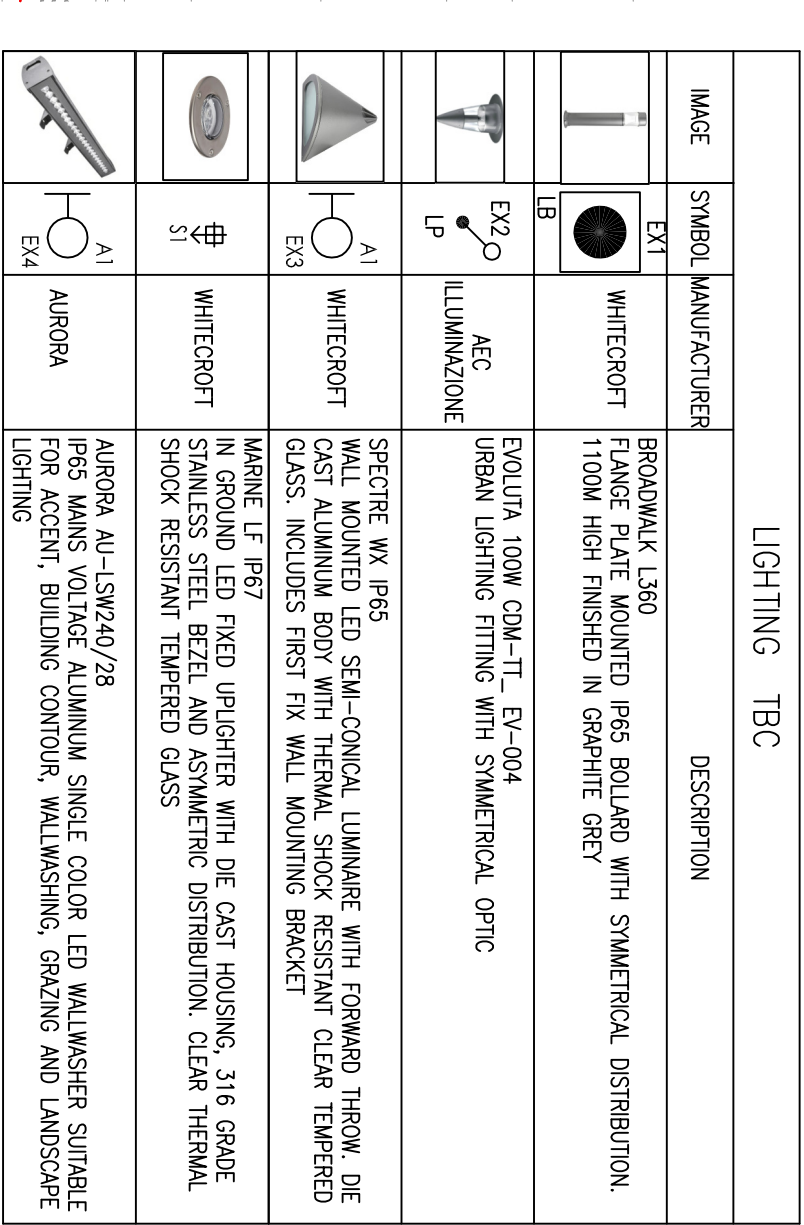 LIGHTING TBC
IMAGE
SYMBOL
MANUFACTURER
DESCRIPTION
EX1
LB
WHITECROFT
BROADWALK L360
FLANGE PLATE MOUNTED IP65 BOLLARD WITH SYMMETRICAL DISTRIBUTION.
1100M HIGH FINISHED IN GRAPHITE GREY
EX2
LP
AEC
ILLUMINAZIONE
EVOLUTA 100W CDM-TT_ EV-004
URBAN LIGHTING FITTING WITH SYMMETRICAL OPTIC
A1
EX3
WHITECROFT
SPECTRE WX IP65
WALL MOUNTED LED SEMI-CONICAL LUMINAIRE WITH FORWARD THROW. DIE
CAST ALUMINUM BODY WITH THERMAL SHOCK RESISTANT CLEAR TEMPERED
GLASS. INCLUDES FIRST FIX WALL MOUNTING BRACKET
S1
WHITECROFT
MARINE LF IP67
IN GROUND LED FIXED UPLIGHTER WITH DIE CAST HOUSING, 316 GRADE
STAINLESS STEEL BEZEL AND ASYMMETRIC DISTRIBUTION. CLEAR THERMAL
SHOCK RESISTANT TEMPERED GLASS
A1
EX4
AURORA
AURORA AU-LSW240/28
IP65 MAINS VOLTAGE ALUMINUM SINGLE COLOR LED WALLWASHER SUITABLE
FOR ACCENT, BUILDING CONTOUR, WALLWASHING, GRAZING AND LANDSCAPE
LIGHTING